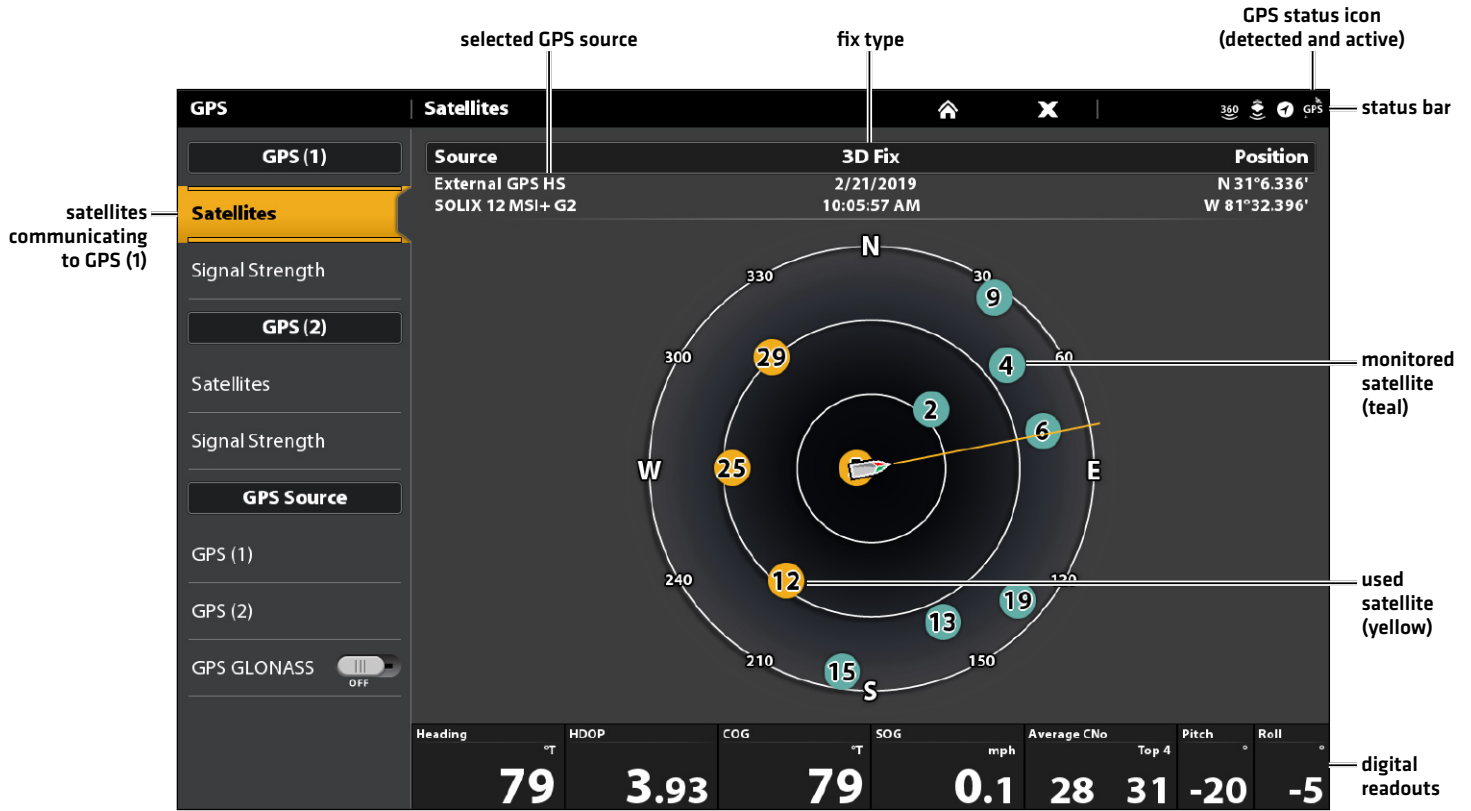 GPS status icon
(detected and active)
selected GPS source
fix type
GPS
Satellites
360
GPS
status bar
GPS (1)
Source
3D Fix
Position
External GPS HS
2/21/2019
N 31°6.336'
SOLIX 12 MSI+ G2
10:05:57 AM
W 81°32.396'
satellites
communicating
to GPS (1)
Satellites
Signal Strength
GPS (2)
Satellites
Signal Strength
GPS Source
GPS (1)
GPS (2)
GPS GLONASS
OFF
N
330
30
9
300
29
4
60
2
6
W
25
E
240
12
120
19
13
210
15
150
S
monitored
satellite
(teal)
used
satellite
(yellow)
Heading
°T
79
HDOP
3.93
COG
°T
79
SOG
mph
0.1
Average CNo
Top 4
28
31
Pitch
°
-20
Roll
°
-5
digital
readouts